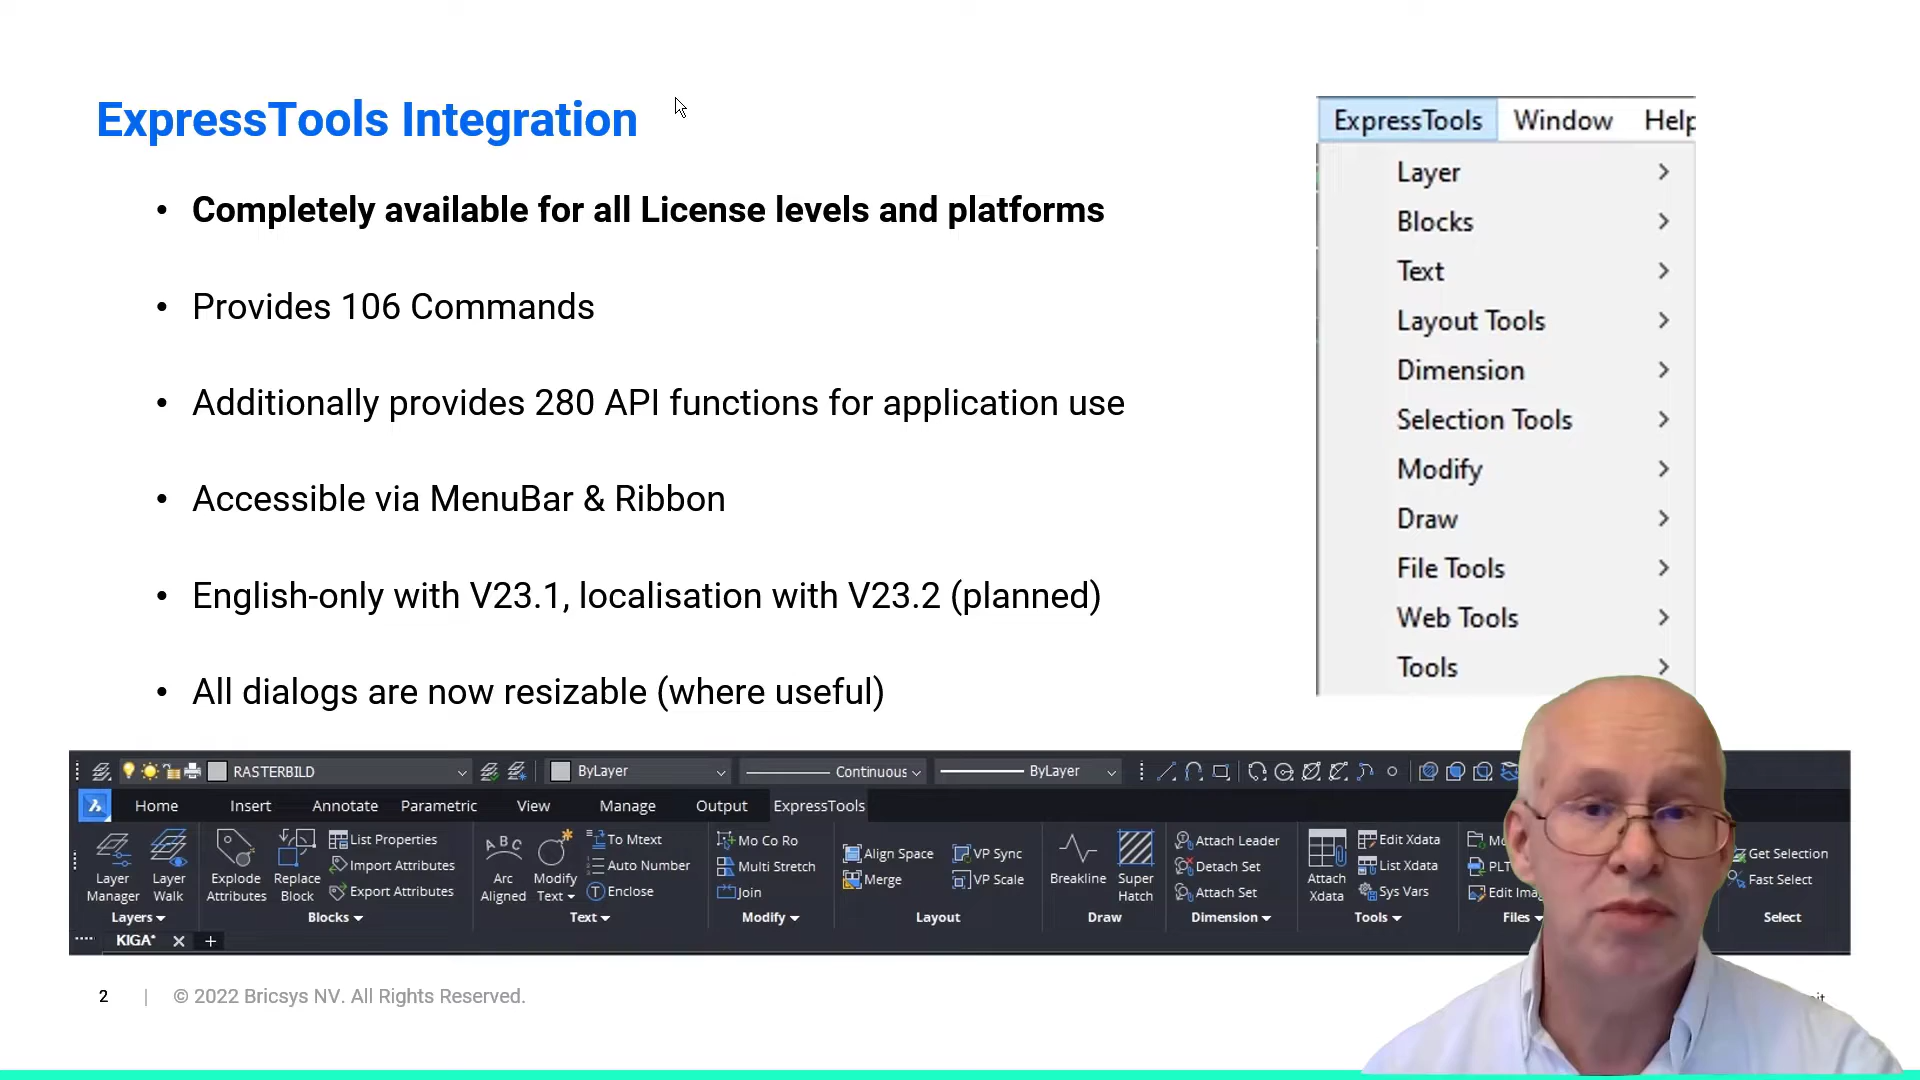 ExpressTools Integration
• Completely available for all License levels and platforms
• Provides 106 Commands
• Additionally provides 280 API functions for application use
• Accessible via MenuBar & Ribbon
• English-only with V23.1, localisation with V23.2 (planned)
• All dialogs are now resizable (where useful)
ExpressTools Window Help
Layer
Blocks
Text
Layout Tools
Dimension
Selection Tools
Modify
Draw
File Tools
Web Tools
Tools
RASTERBILD ByLayer Continuous ByLayer
Home Insert Annotate Parametric View Manage Output ExpressTools
Layer Manager
Layer Walk
Layers
Explode Attributes
Replace Block
List Properties
Import Attributes
Export Attributes
Blocks
ABC
Arc Aligned
Modify Text
To Mtext
Auto Number
Enclose
Text
Mo Co Ro
Multi Stretch
Join
Modify
Align Space
Merge
VP Sync
VP Scale
Layout
Breakline
Super Hatch
Draw
Attach Leader
Detach Set
Attach Set
Dimension
Attach Xdata
Edit Xdata
List Xdata
Sys Vars
Tools
PLT
Edit
Files
Get Selection
Fast Select
Select
KIGA*
2 | © 2022 Bricsys NV. All Rights Reserved.